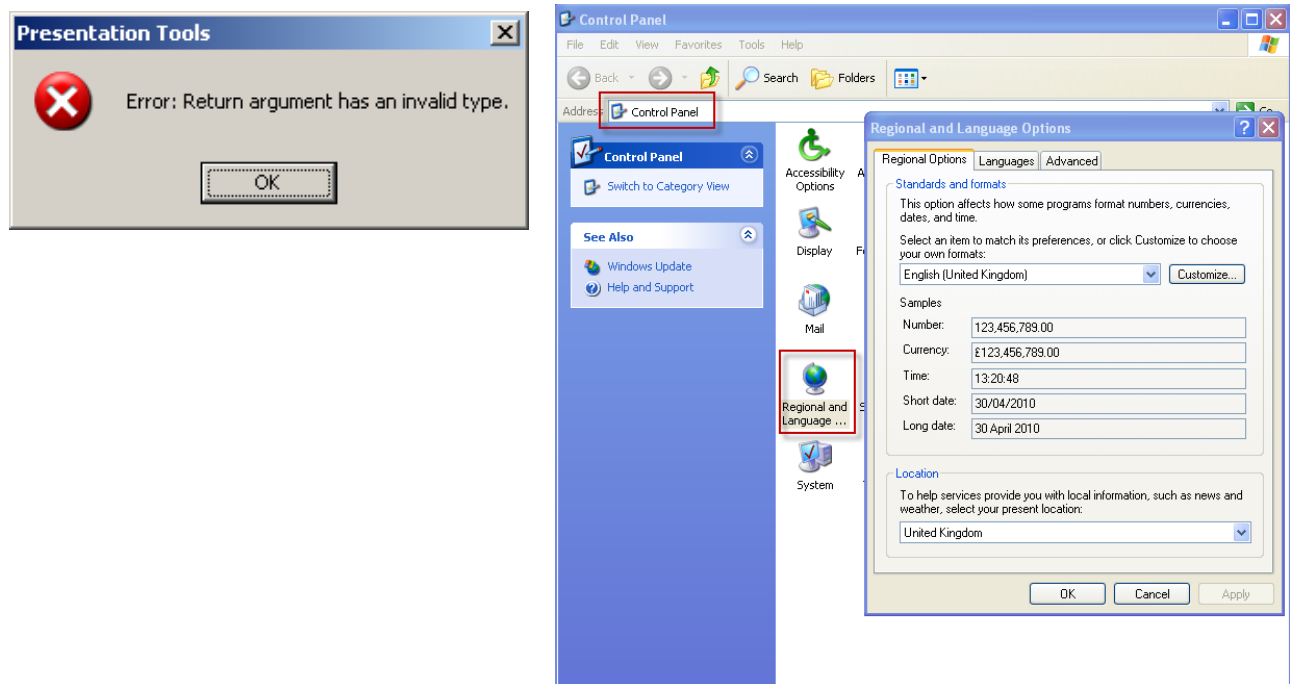 Presentation Tools
Error: Return argument has an invalid type.
OK
Control Panel
File Edit View Favorites Tools Help
Back Search Folders
Address Control Panel
Control Panel
Switch to Category View
See Also
Windows Update
Help and Support
Accessibility
Options
Display
Mail
Regional and
Language ...
System
Regional and Language Options
Regional Options Languages Advanced
Standards and formats
This option affects how some programs format numbers, currencies,
dates, and time.
Select an item to match its preferences, or click Customize to choose
your own formats:
English (United Kingdom) Customize...
Samples
Number: 123,456,789.00
Currency: £123,456,789.00
Time: 13:20:48
Short date: 30/04/2010
Long date: 30 April 2010
Location
To help services provide you with local information, such as news and
weather, select your present location:
United Kingdom
OK Cancel Apply